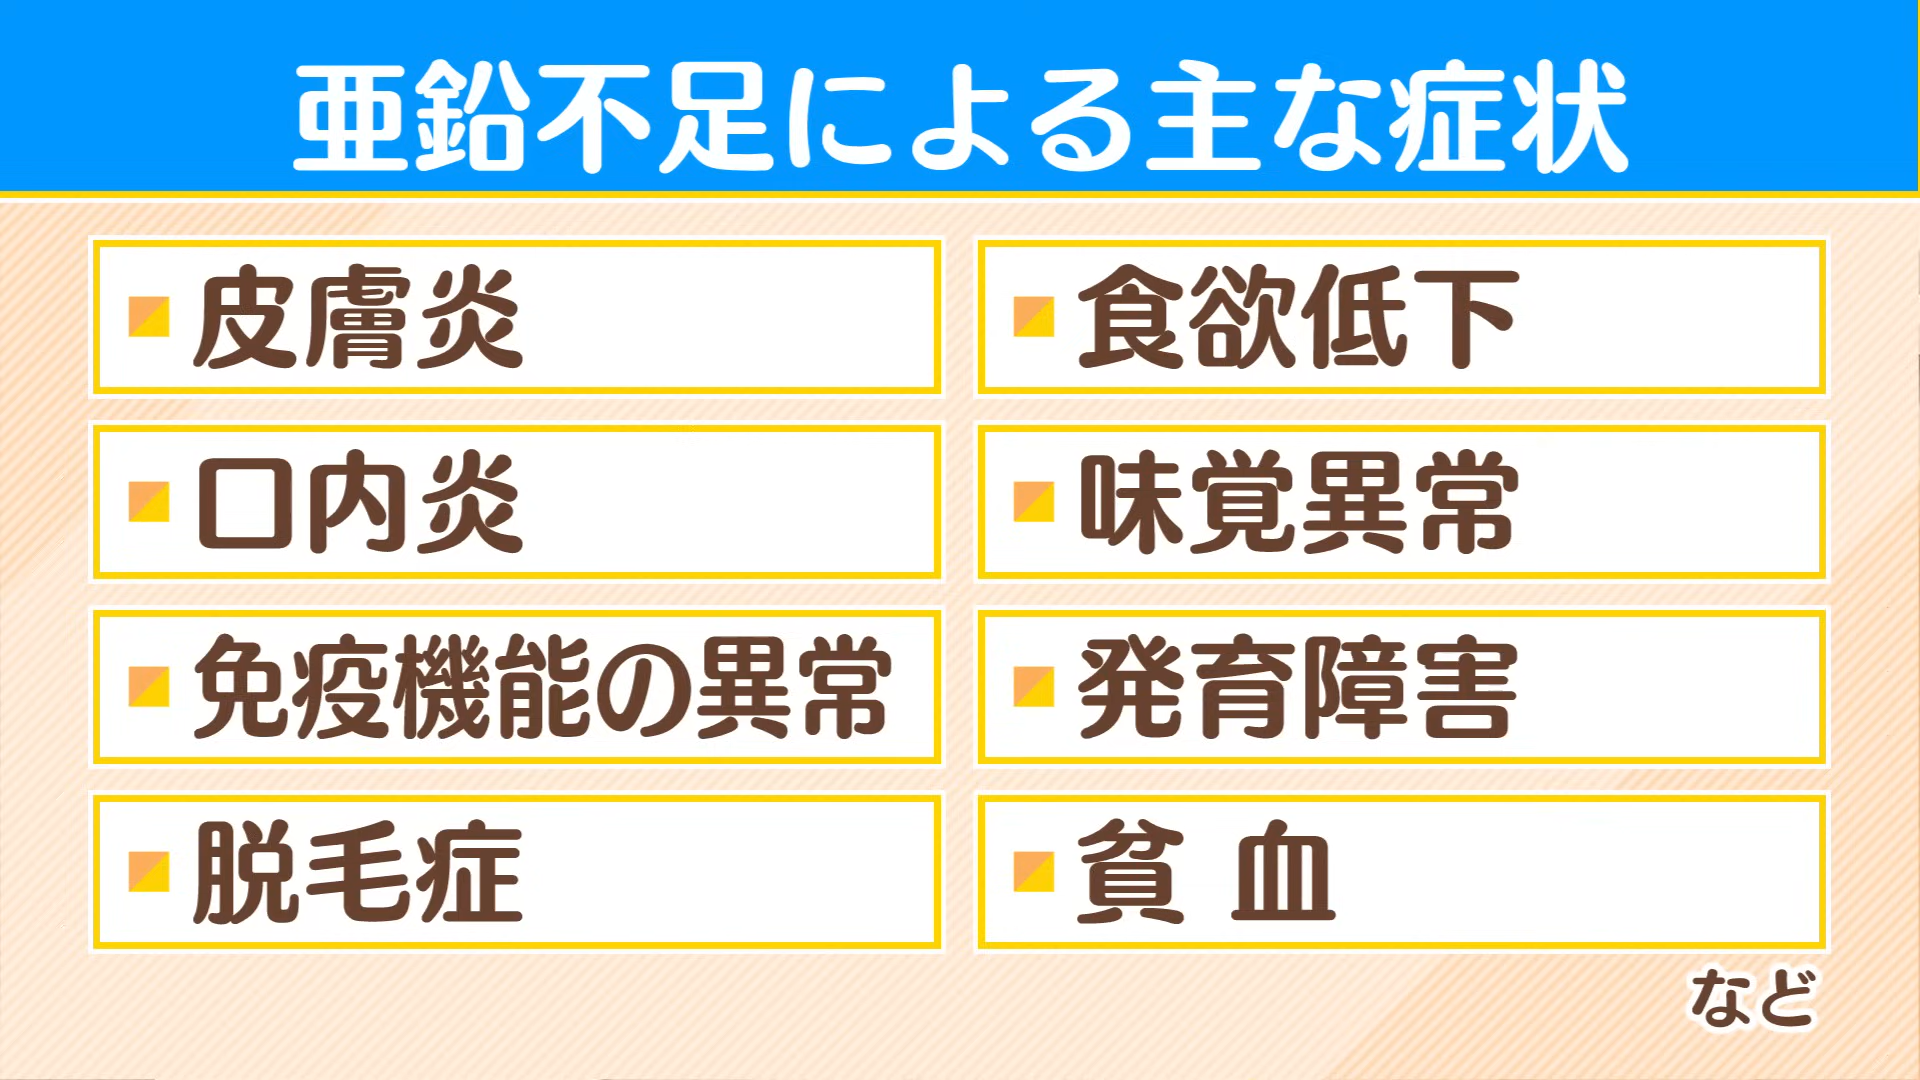 亜鉛不足による主な症状
皮膚炎
食欲低下
口内炎
味覚異常
免疫機能の異常
発育障害
脱毛症
貧 血
など